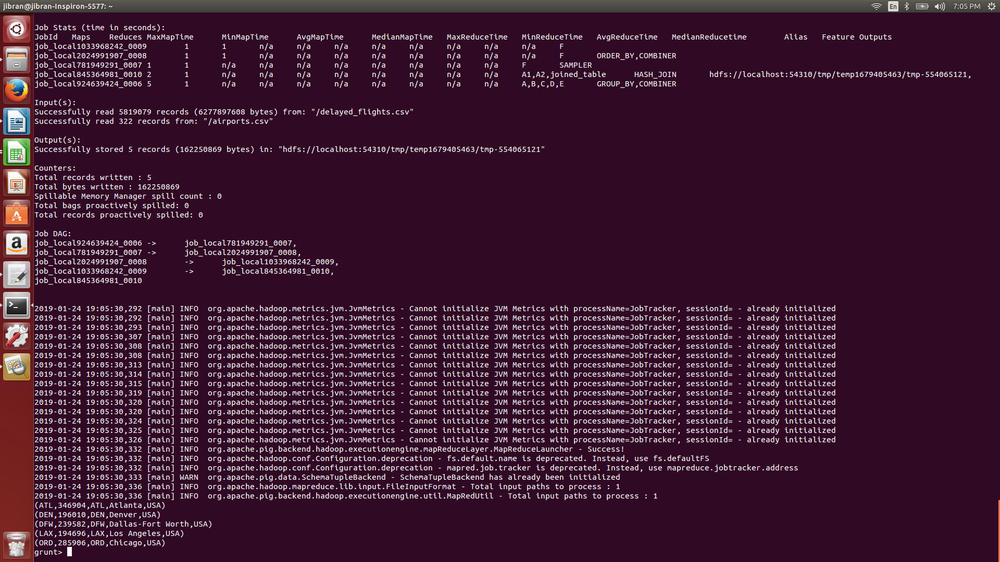 jibran@jibran-Inspiron-5577: ~
En
7:05 PM
Job Stats (time in seconds):
JobId Maps Reduces MaxMapTime MinMapTime AvgMapTime MedianMapTime MaxReduceTime MinReduceTime AvgReduceTime MedianReducetime Alias Feature Outputs
job_local1033968242_0009 1 1 n/a n/a n/a n/a n/a n/a n/a n/a F
job_local2024991907_0008 1 1 n/a n/a n/a n/a n/a n/a n/a n/a F ORDER_BY,COMBINER
job_local781949291_0007 1 1 n/a n/a n/a n/a n/a n/a n/a n/a F SAMPLER
job_local845364981_0010 2 1 n/a n/a n/a n/a n/a n/a n/a n/a A1,A2,joined_table HASH_JOIN hdfs://localhost:54310/tmp/temp1679405463/tmp-554065121,
job_local924639424_0006 5 1 n/a n/a n/a n/a n/a n/a n/a n/a A,B,C,D,E GROUP_BY,COMBINER
Input(s):
Successfully read 5819079 records (6277897608 bytes) from: "/delayed_flights.csv"
Successfully read 322 records from: "/airports.csv"
Output(s):
Successfully stored 5 records (162250869 bytes) in: "hdfs://localhost:54310/tmp/temp1679405463/tmp-554065121"
Counters:
Total records written : 5
Total bytes written : 162250869
Spillable Memory Manager spill count : 0
Total bags proactively spilled: 0
Total records proactively spilled: 0
Job DAG:
job_local924639424_0006 -> job_local781949291_0007,
job_local781949291_0007 -> job_local2024991907_0008,
job_local2024991907_0008 -> job_local1033968242_0009,
job_local1033968242_0009 -> job_local845364981_0010,
job_local845364981_0010
2019-01-24 19:05:30,292 [main] INFO org.apache.hadoop.metrics.jvm.JvmMetrics - Cannot initialize JVM Metrics with processName=JobTracker, sessionId= - already initialized
2019-01-24 19:05:30,292 [main] INFO org.apache.hadoop.metrics.jvm.JvmMetrics - Cannot initialize JVM Metrics with processName=JobTracker, sessionId= - already initialized
2019-01-24 19:05:30,293 [main] INFO org.apache.hadoop.metrics.jvm.JvmMetrics - Cannot initialize JVM Metrics with processName=JobTracker, sessionId= - already initialized
2019-01-24 19:05:30,307 [main] INFO org.apache.hadoop.metrics.jvm.JvmMetrics - Cannot initialize JVM Metrics with processName=JobTracker, sessionId= - already initialized
2019-01-24 19:05:30,308 [main] INFO org.apache.hadoop.metrics.jvm.JvmMetrics - Cannot initialize JVM Metrics with processName=JobTracker, sessionId= - already initialized
2019-01-24 19:05:30,308 [main] INFO org.apache.hadoop.metrics.jvm.JvmMetrics - Cannot initialize JVM Metrics with processName=JobTracker, sessionId= - already initialized
2019-01-24 19:05:30,313 [main] INFO org.apache.hadoop.metrics.jvm.JvmMetrics - Cannot initialize JVM Metrics with processName=JobTracker, sessionId= - already initialized
2019-01-24 19:05:30,314 [main] INFO org.apache.hadoop.metrics.jvm.JvmMetrics - Cannot initialize JVM Metrics with processName=JobTracker, sessionId= - already initialized
2019-01-24 19:05:30,315 [main] INFO org.apache.hadoop.metrics.jvm.JvmMetrics - Cannot initialize JVM Metrics with processName=JobTracker, sessionId= - already initialized
2019-01-24 19:05:30,319 [main] INFO org.apache.hadoop.metrics.jvm.JvmMetrics - Cannot initialize JVM Metrics with processName=JobTracker, sessionId= - already initialized
2019-01-24 19:05:30,320 [main] INFO org.apache.hadoop.metrics.jvm.JvmMetrics - Cannot initialize JVM Metrics with processName=JobTracker, sessionId= - already initialized
2019-01-24 19:05:30,320 [main] INFO org.apache.hadoop.metrics.jvm.JvmMetrics - Cannot initialize JVM Metrics with processName=JobTracker, sessionId= - already initialized
2019-01-24 19:05:30,324 [main] INFO org.apache.hadoop.metrics.jvm.JvmMetrics - Cannot initialize JVM Metrics with processName=JobTracker, sessionId= - already initialized
2019-01-24 19:05:30,325 [main] INFO org.apache.hadoop.metrics.jvm.JvmMetrics - Cannot initialize JVM Metrics with processName=JobTracker, sessionId= - already initialized
2019-01-24 19:05:30,326 [main] INFO org.apache.hadoop.metrics.jvm.JvmMetrics - Cannot initialize JVM Metrics with processName=JobTracker, sessionId= - already initialized
2019-01-24 19:05:30,332 [main] INFO org.apache.pig.backend.hadoop.executionengine.mapReduceLayer.MapReduceLauncher - Success!
2019-01-24 19:05:30,332 [main] INFO org.apache.hadoop.conf.Configuration.deprecation - fs.default.name is deprecated. Instead, use fs.defaultFS
2019-01-24 19:05:30,332 [main] INFO org.apache.hadoop.conf.Configuration.deprecation - mapred.job.tracker is deprecated. Instead, use mapreduce.jobtracker.address
2019-01-24 19:05:30,333 [main] WARN org.apache.pig.data.SchemaTupleBackend - SchemaTupleBackend has already been initialized
2019-01-24 19:05:30,336 [main] INFO org.apache.hadoop.mapreduce.lib.input.FileInputFormat - Total input paths to process : 1
2019-01-24 19:05:30,336 [main] INFO org.apache.pig.backend.hadoop.executionengine.util.MapRedUtil - Total input paths to process : 1
(ATL,346904,ATL,Atlanta,USA)
(DEN,196010,DEN,Denver,USA)
(DFW,239582,DFW,Dallas-Fort Worth,USA)
(LAX,194696,LAX,Los Angeles,USA)
(ORD,285906,ORD,Chicago,USA)
grunt>